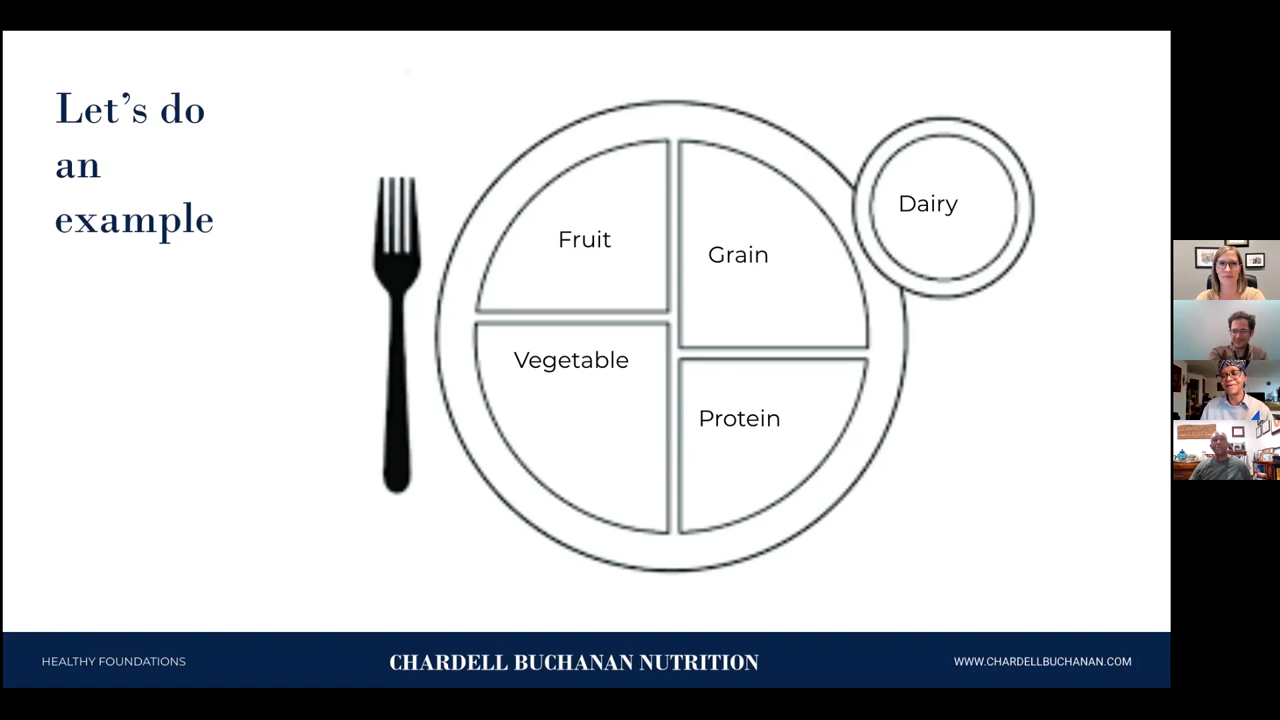 Let's do
an
example
Fruit
Grain
Dairy
Vegetable
Protein
HEALTHY FOUNDATIONS
CHARDELL BUCHANAN NUTRITION
WWW.CHARDELLBUCHANAN.COM